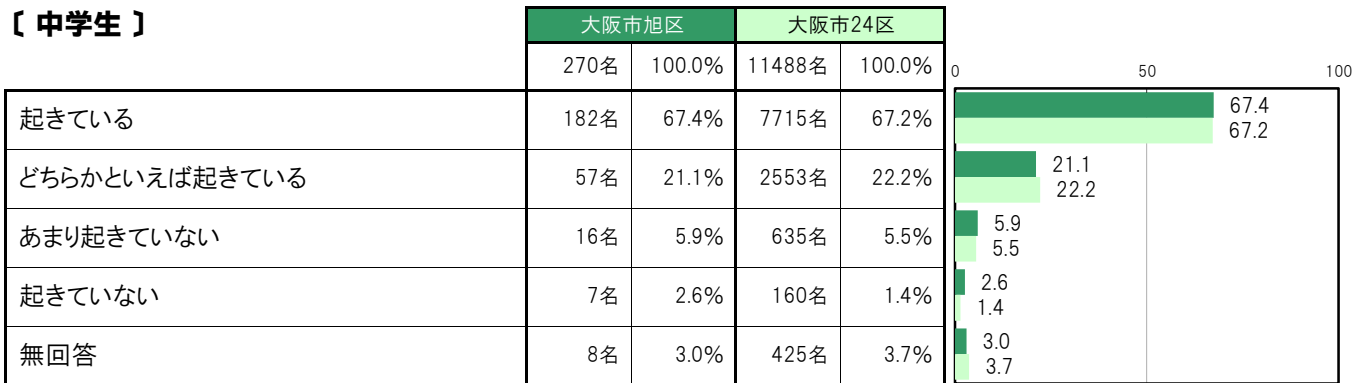 〔 中学生 〕
大阪市旭区 大阪市24区
270名 100.0% 11488名 100.0%
0 50 100
起きている 182名 67.4% 7715名 67.2%
67.4
67.2
どちらかといえば起きている 57名 21.1% 2553名 22.2%
21.1
22.2
あまり起きていない 16名 5.9% 635名 5.5%
5.9
5.5
起きていない 7名 2.6% 160名 1.4%
2.6
1.4
無回答 8名 3.0% 425名 3.7%
3.0
3.7